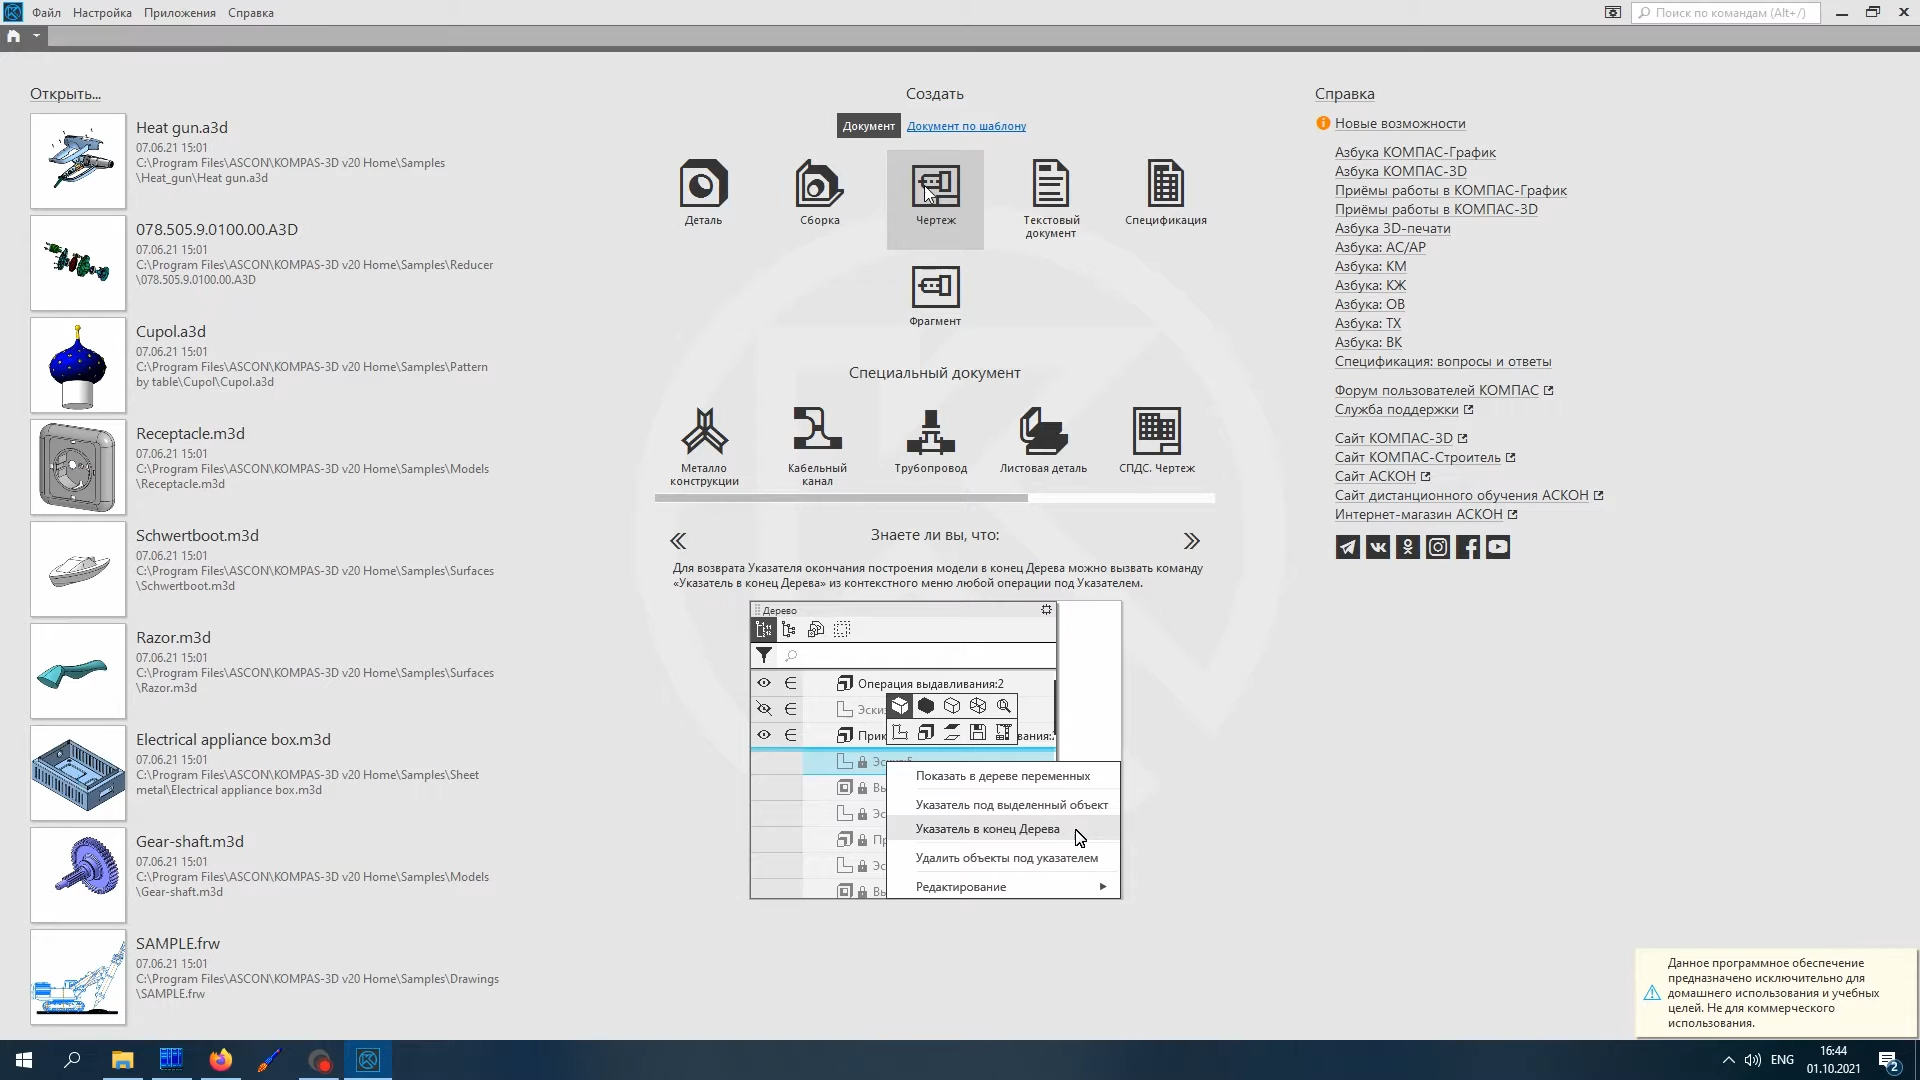 Файл Настройка Приложения Справка
Поиск по командам (Alt+/)
Открыть...
Heat gun.a3d
07.06.21 15:01
C:\Program Files\ASCON\KOMPAS-3D v20 Home\Samples
\Heat_gun\Heat gun.a3d
078.505.9.0100.00.A3D
07.06.21 15:01
C:\Program Files\ASCON\KOMPAS-3D v20 Home\Samples\Reducer
\078.505.9.0100.00.A3D
Cupol.a3d
07.06.21 15:01
C:\Program Files\ASCON\KOMPAS-3D v20 Home\Samples\Pattern
by table\Cupol\Cupol.a3d
Receptacle.m3d
07.06.21 15:01
C:\Program Files\ASCON\KOMPAS-3D v20 Home\Samples\Models
\Receptacle.m3d
Schwertboot.m3d
07.06.21 15:01
C:\Program Files\ASCON\KOMPAS-3D v20 Home\Samples\Surfaces
\Schwertboot.m3d
Razor.m3d
07.06.21 15:01
C:\Program Files\ASCON\KOMPAS-3D v20 Home\Samples\Surfaces
\Razor.m3d
Electrical appliance box.m3d
07.06.21 15:01
C:\Program Files\ASCON\KOMPAS-3D v20 Home\Samples\Sheet
metal\Electrical appliance box.m3d
Gear-shaft.m3d
07.06.21 15:01
C:\Program Files\ASCON\KOMPAS-3D v20 Home\Samples\Models
\Gear-shaft.m3d
SAMPLE.frw
07.06.21 15:01
C:\Program Files\ASCON\KOMPAS-3D v20 Home\Samples\Drawings
\SAMPLE.frw
Создать
Документ Документ по шаблону
Деталь
Сборка
Чертеж
Текстовый
документ
Спецификация
Фрагмент
Специальный документ
Металло
конструкции
Кабельный
канал
Трубопровод
Листовая деталь
СПДС. Чертеж
Знаете ли вы, что:
Для возврата Указателя окончания построения модели в конец Дерева можно вызвать команду
«Указатель в конец Дерева» из контекстного меню любой операции под Указателем.
Дерево
Операция выдавливания:2
Эски
Прик вания:
Вы
Эс
Пр
Эс
Вы
Показать в дереве переменных
Указатель под выделенный объект
Указатель в конец Дерева
Удалить объекты под указателем
Редактирование
Справка
Новые возможности
Азбука КОМПАС-График
Азбука КОМПАС-3D
Приёмы работы в КОМПАС-График
Приёмы работы в КОМПАС-3D
Азбука 3D-печати
Азбука: АС/АР
Азбука: КМ
Азбука: КЖ
Азбука: ОВ
Азбука: ТХ
Азбука: ВК
Спецификация: вопросы и ответы
Форум пользователей КОМПАС
Служба поддержки
Сайт КОМПАС-3D
Сайт КОМПАС-Строитель
Сайт АСКОН
Сайт дистанционного обучения АСКОН
Интернет-магазин АСКОН
Данное программное обеспечение
предназначено исключительно для
домашнего использования и учебных
целей. Не для коммерческого
использования.
ENG
16:44
01.10.2021
2